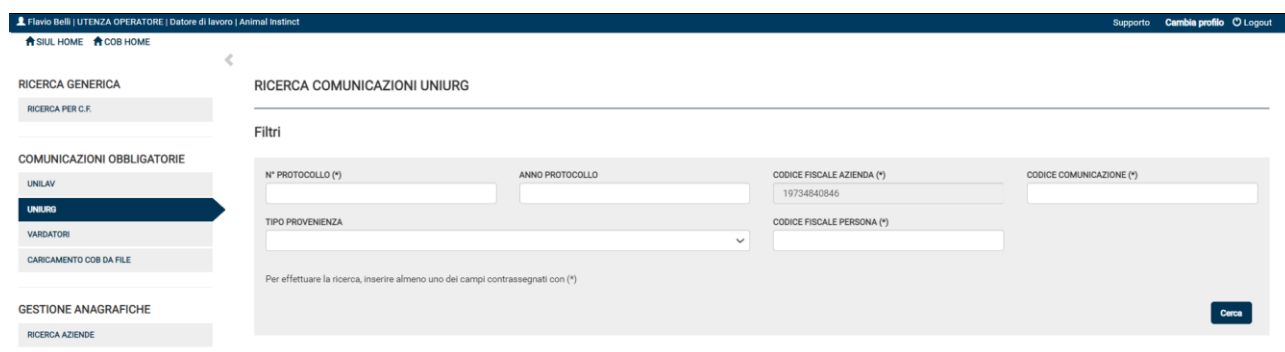 Flavio Belli | UTENZA OPERATORE | Datore di lavoro | Animal Instinct
Supporto Cambia profilo Logout
SIUL HOME COB HOME
RICERCA GENERICA
RICERCA PER C.F.
COMUNICAZIONI OBBLIGATORIE
UNILAV
UNIURG
VARDATORI
CARICAMENTO COB DA FILE
GESTIONE ANAGRAFICHE
RICERCA AZIENDE
RICERCA COMUNICAZIONI UNIURG
Filtri
N° PROTOCOLLO (*) ANNO PROTOCOLLO CODICE FISCALE AZIENDA (*) CODICE COMUNICAZIONE (*)
19734840846
TIPO PROVENIENZA CODICE FISCALE PERSONA (*)
Per effettuare la ricerca, inserire almeno uno dei campi contrassegnati con (*)
Cerca